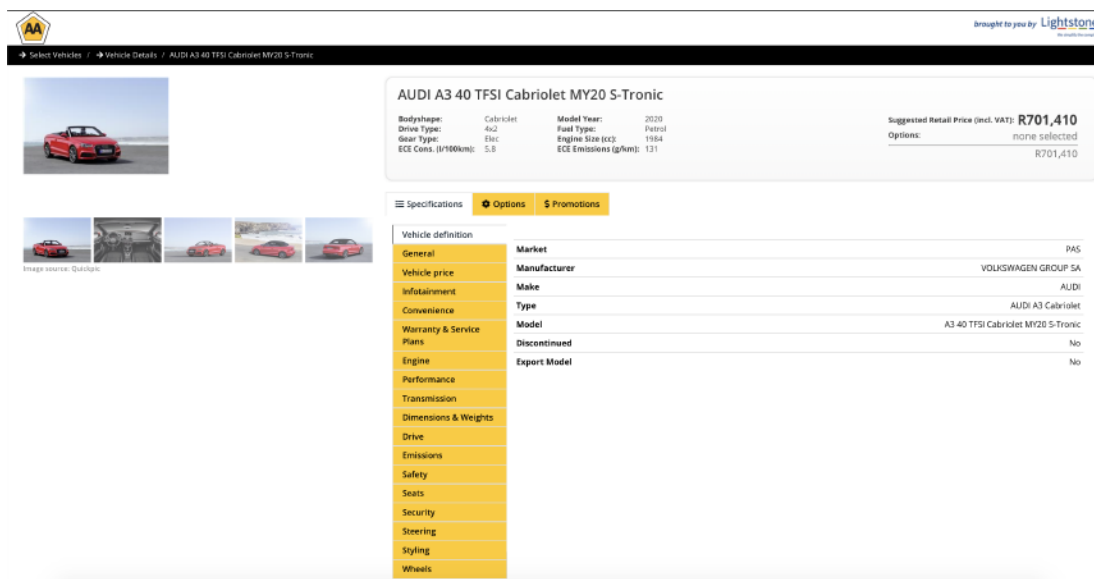 AA
brought to you by Lightstone
Select Vehicles / Vehicle Details / AUDI A3 40 TFSI Cabriolet MY20 S-Tronic
AUDI A3 40 TFSI Cabriolet MY20 S-Tronic
Bodyshape: Cabriolet Model Year: 2020
Drive Type: 4x2 Fuel Type: Petrol
Gear Type: Elec Engine Size (cc): 1984
ECE Cons. (l/100km): 5.8 ECE Emissions (g/km): 131
Suggested Retail Price (incl. VAT): R701,410
Options: none selected
R701,410
Specifications Options $ Promotions
Image source: Quickpic
Vehicle definition
General
Vehicle price
Infotainment
Convenience
Warranty & Service
Plans
Engine
Performance
Transmission
Dimensions & Weights
Drive
Emissions
Safety
Seats
Security
Steering
Styling
Wheels
Market PAS
Manufacturer VOLKSWAGEN GROUP SA
Make AUDI
Type AUDI A3 Cabriolet
Model A3 40 TFSI Cabriolet MY20 S-Tronic
Discontinued No
Export Model No